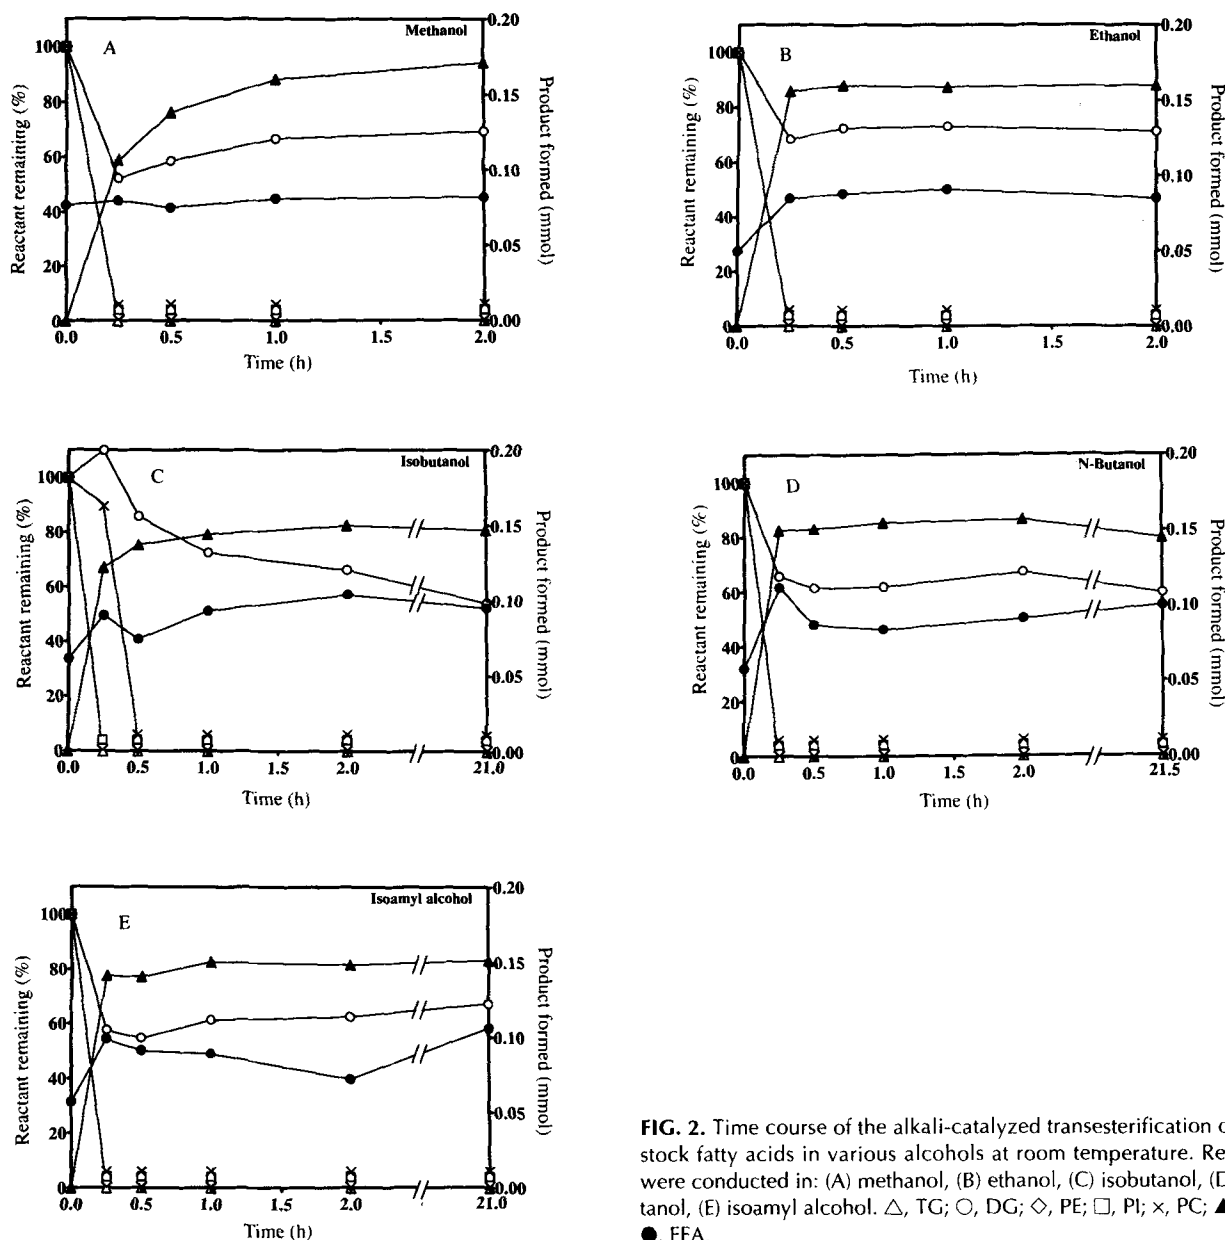 Methanol
A
Reactant remaining (%)
100
80
60
40
20
0
0.20
0.15
0.10
0.05
0.00
Product formed (mmol)
0.0 0.5 1.0 1.5 2.0
Time (h)
Ethanol
B
Reactant remaining (%)
100
80
60
40
20
0
0.20
0.15
0.10
0.05
0.00
Product formed (mmol)
0.0 0.5 1.0 1.5 2.0
Time (h)
Isobutanol
C
Reactant remaining (%)
100
80
60
40
20
0
0.20
0.15
0.10
0.05
0.00
Product formed (mmol)
0.0 0.5 1.0 1.5 2.0 21.0
Time (h)
N-Butanol
D
Reactant remaining (%)
100
80
60
40
20
0
0.20
0.15
0.10
0.05
0.00
Product formed (mmol)
0.0 0.5 1.0 1.5 2.0 21.5
Time (h)
Isoamyl alcohol
E
Reactant remaining (%)
100
80
60
40
20
0
0.20
0.15
0.10
0.05
0.00
Product formed (mmol)
0.0 0.5 1.0 1.5 2.0 21.0
Time (h)
FIG. 2. Time course of the alkali-catalyzed transesterification
stock fatty acids in various alcohols at room temperature. Re
were conducted in: (A) methanol, (B) ethanol, (C) isobutanol, (D
tanol, (E) isoamyl alcohol. △, TG; ○, DG; ◇, PE; □, PI; ×, PC; ▲
●, FFA